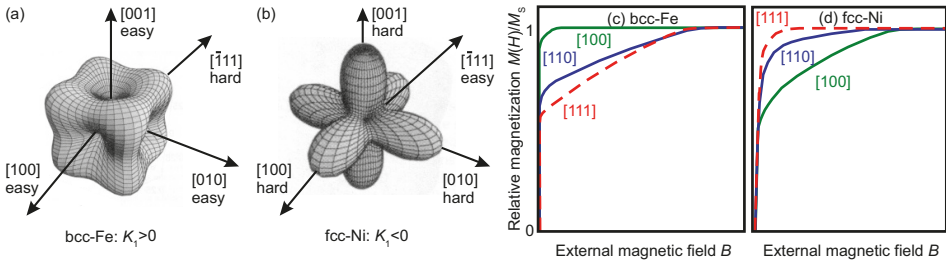 (a)
[001]
easy
[1̄11]
hard
[100]
easy
[010]
easy
bcc-Fe: K₁>0
(b)
[001]
hard
[1̄11]
easy
[100]
hard
[010]
hard
fcc-Ni: K₁<0
Relative magnetization M(H)/Mₛ
1
0
(c) bcc-Fe
[100]
[110]
[111]
External magnetic field B
(d) fcc-Ni
[111]
[110]
[100]
External magnetic field B